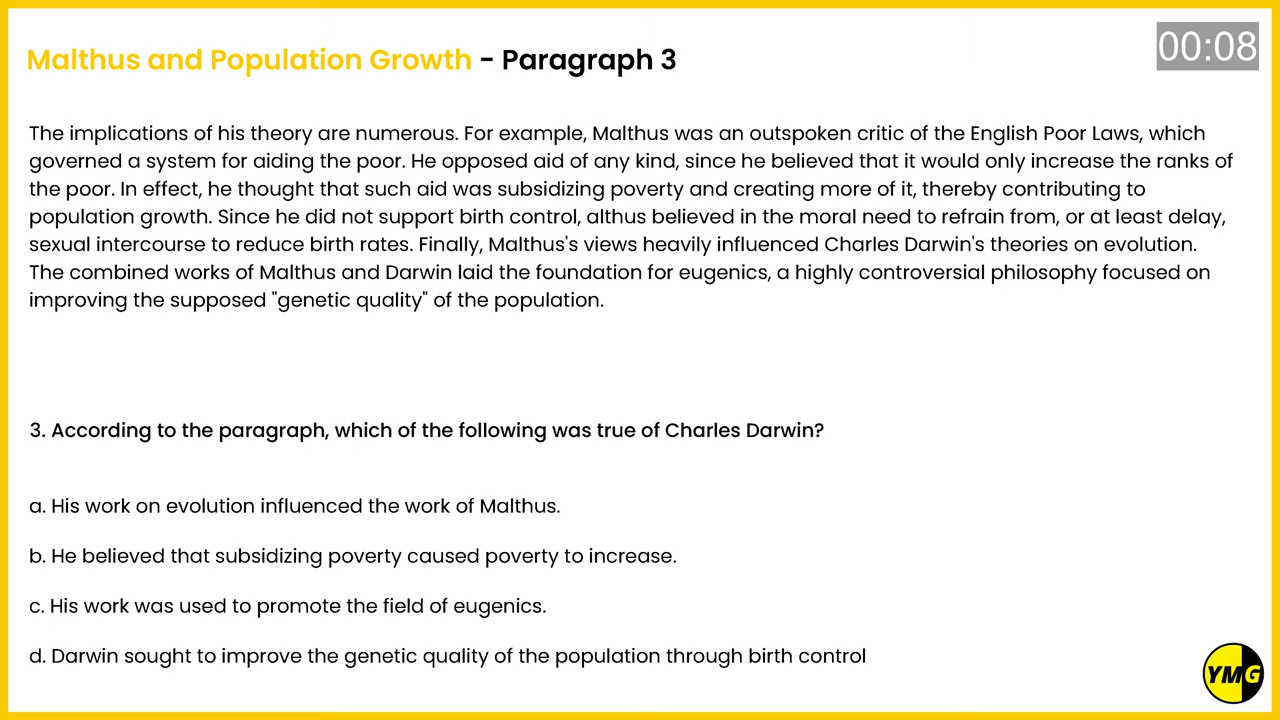 Malthus and Population Growth - Paragraph 3
00:08
The implications of his theory are numerous. For example, Malthus was an outspoken critic of the English Poor Laws, which
governed a system for aiding the poor. He opposed aid of any kind, since he believed that it would only increase the ranks of
the poor. In effect, he thought that such aid was subsidizing poverty and creating more of it, thereby contributing to
population growth. Since he did not support birth control, althus believed in the moral need to refrain from, or at least delay,
sexual intercourse to reduce birth rates. Finally, Malthus's views heavily influenced Charles Darwin's theories on evolution.
The combined works of Malthus and Darwin laid the foundation for eugenics, a highly controversial philosophy focused on
improving the supposed "genetic quality" of the population.
3. According to the paragraph, which of the following was true of Charles Darwin?
a. His work on evolution influenced the work of Malthus.
b. He believed that subsidizing poverty caused poverty to increase.
c. His work was used to promote the field of eugenics.
d. Darwin sought to improve the genetic quality of the population through birth control
YMG